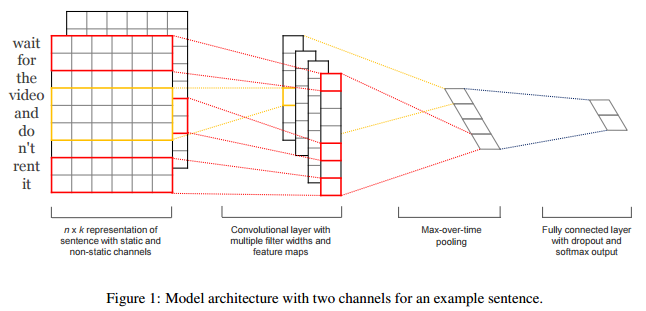 wait
for
the
video
and
do
n't
rent
it
n x k representation of
sentence with static and
non-static channels
Convolutional layer with
multiple filter widths and
feature maps
Max-over-time
pooling
Fully connected layer
with dropout and
softmax output
Figure 1: Model architecture with two channels for an example sentence.